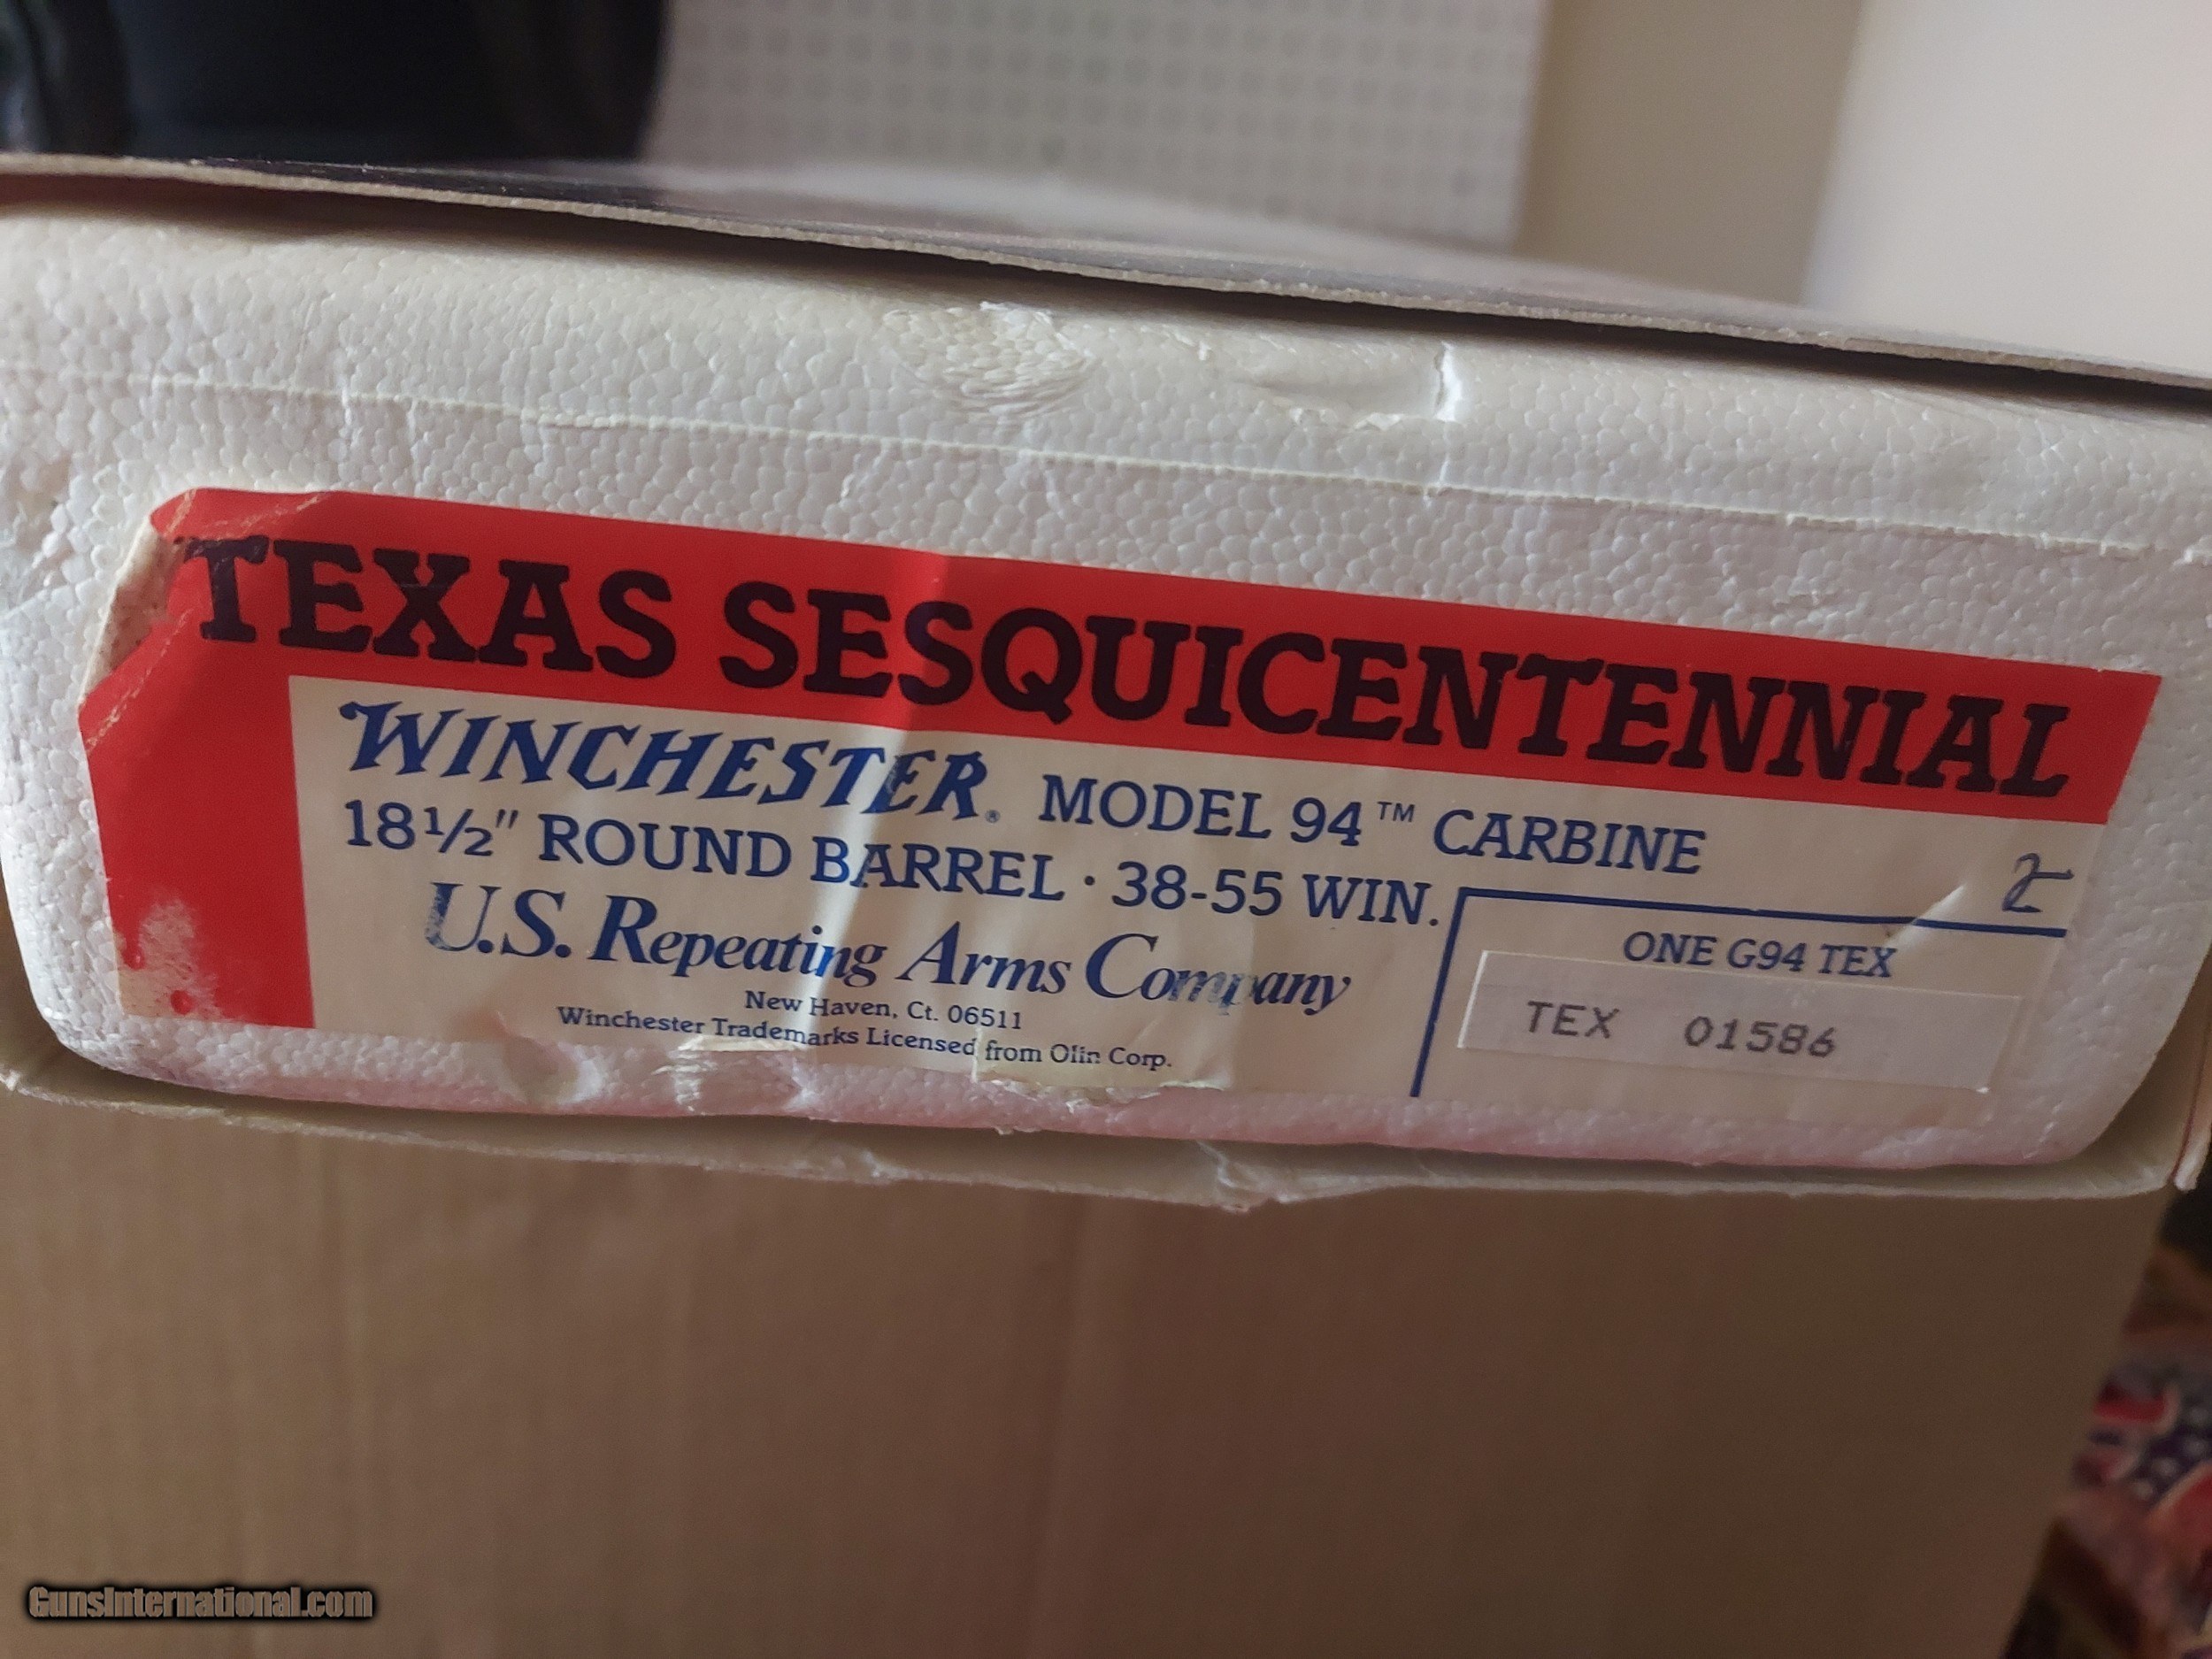 TEXAS SESQUICENTENNIAL
WINCHESTER® MODEL 94™ CARBINE
18½" ROUND BARREL · 38-55 WIN.
2
U.S. Repeating Arms Company
New Haven, Ct. 06511
Winchester Trademarks Licensed from Olin Corp.
ONE G94 TEX
TEX 01586
GunsInternational.com